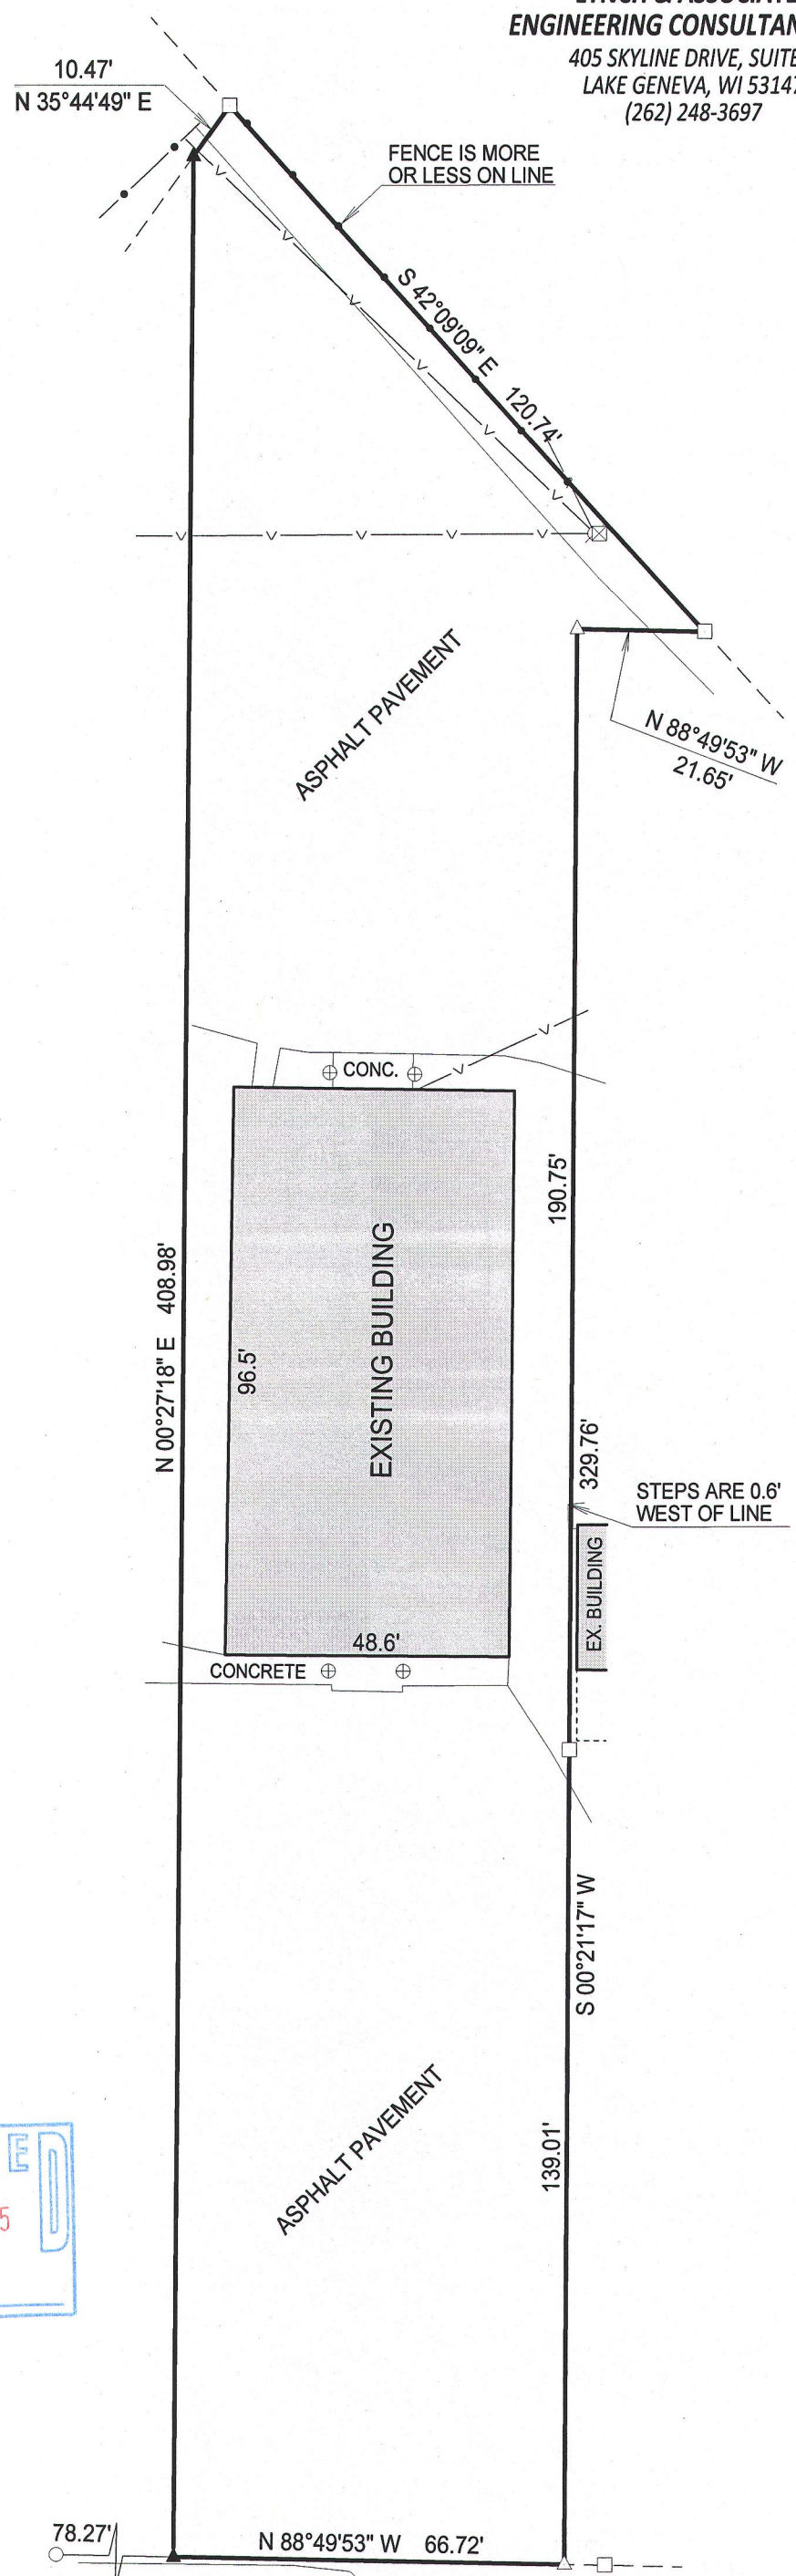 ENGINEERING CONSULTAN
405 SKYLINE DRIVE, SUITE
LAKE GENEVA, WI 53147
(262) 248-3697
10.47'
N 35°44'49" E
FENCE IS MORE
OR LESS ON LINE
S 42°09'09" E 120.74'
ASPHALT PAVEMENT
N 88°49'53" W
21.65'
CONC.
190.75'
N 00°27'18" E 408.98'
96.5'
EXISTING BUILDING
329.76'
STEPS ARE 0.6'
WEST OF LINE
EX. BUILDING
48.6'
CONCRETE
S 00°21'17" W
ASPHALT PAVEMENT
139.01'
E D
5
78.27'
N 88°49'53" W 66.72'